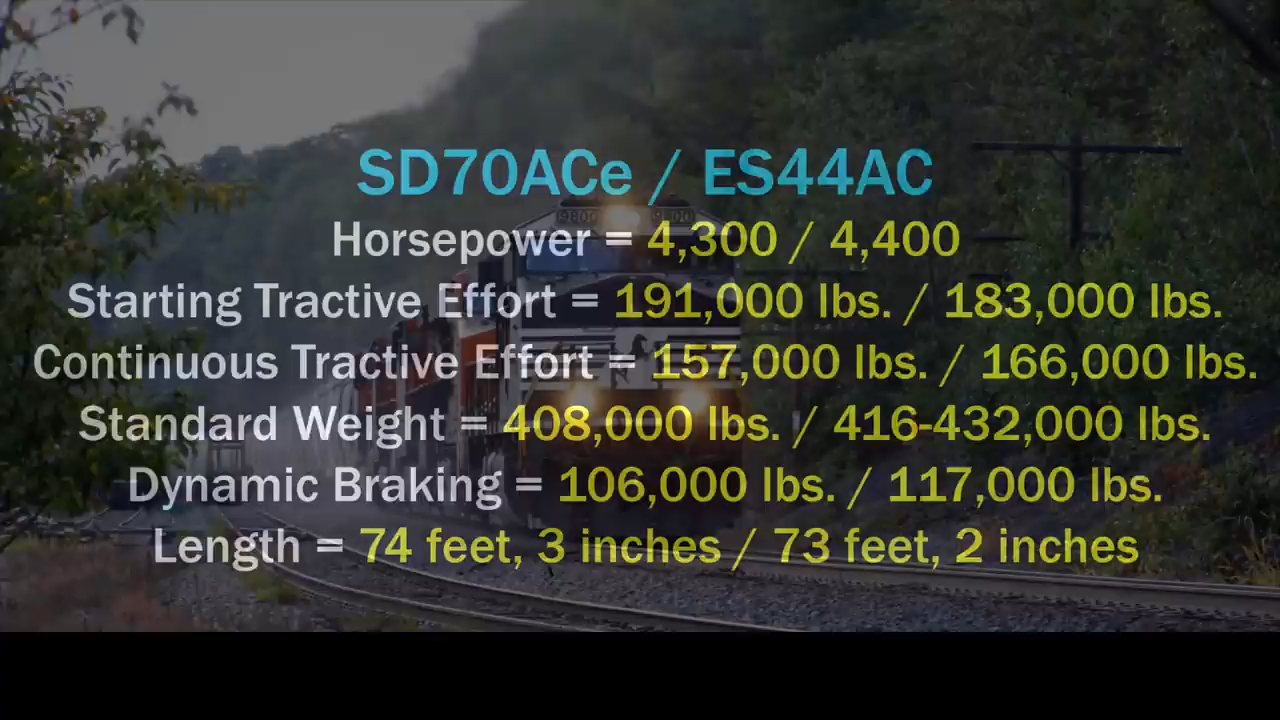 SD70ACe / ES44AC
9800 9800
Horsepower = 4,300 / 4,400
Starting Tractive Effort = 191,000 lbs. / 183,000 lbs.
Continuous Tractive Effort = 157,000 lbs. / 166,000 lbs.
Standard Weight = 408,000 lbs. / 416-432,000 lbs.
Dynamic Braking = 106,000 lbs. / 117,000 lbs.
Length = 74 feet, 3 inches / 73 feet, 2 inches